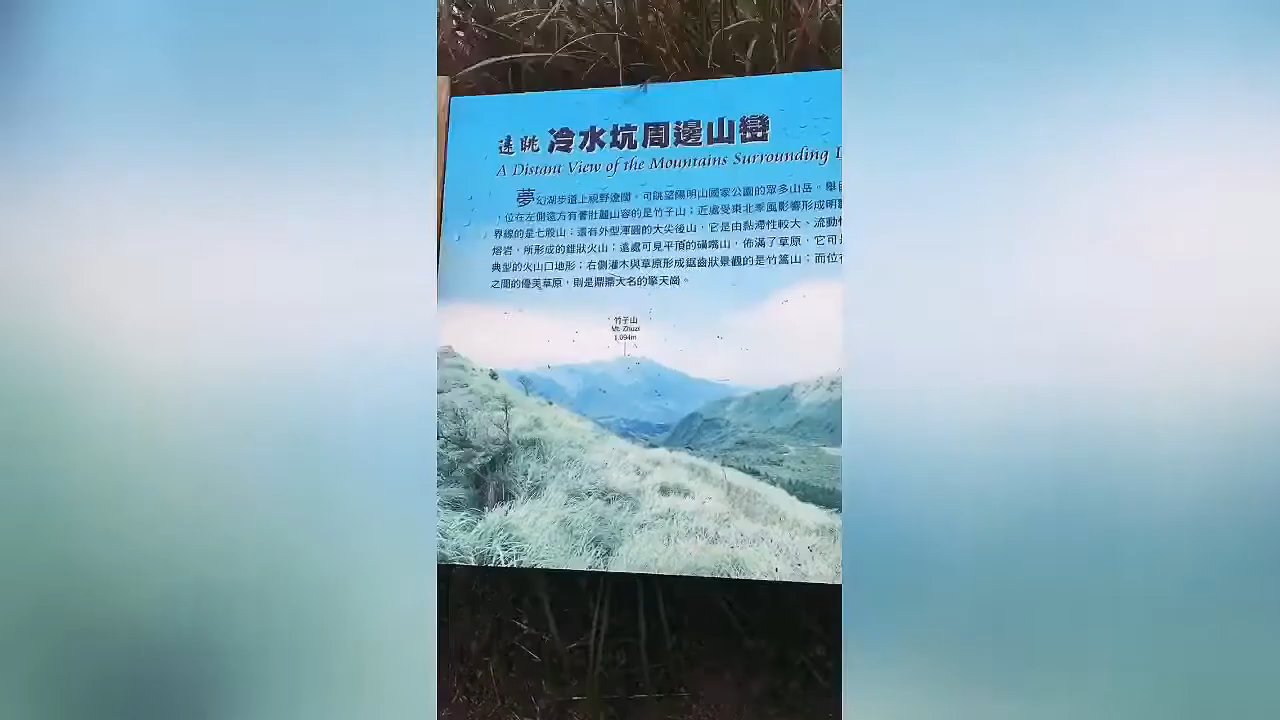 遠眺 冷水坑周邊山巒
A Distant View of the Mountains Surrounding
夢幻湖步道上視野遼闊，可眺望陽明山國家公園的眾多山岳。舉目
位在左側遠方有著壯麗山容的是竹子山；近處受東北季風影響形成明顯
界線的是七股山；還有外型渾圓的大尖後山，它是由黏滯性較大、流動性
熔岩，所形成的錐狀火山；遠處可見平頂的磺嘴山，佈滿了草原，它可是
典型的火山口地形；右側灌木與草原形成鋸齒狀景觀的是竹篙山；而位在
之間的優美草原，則是鼎鼎大名的擎天崗。
竹子山
Mt. Zhuzi
1,094m